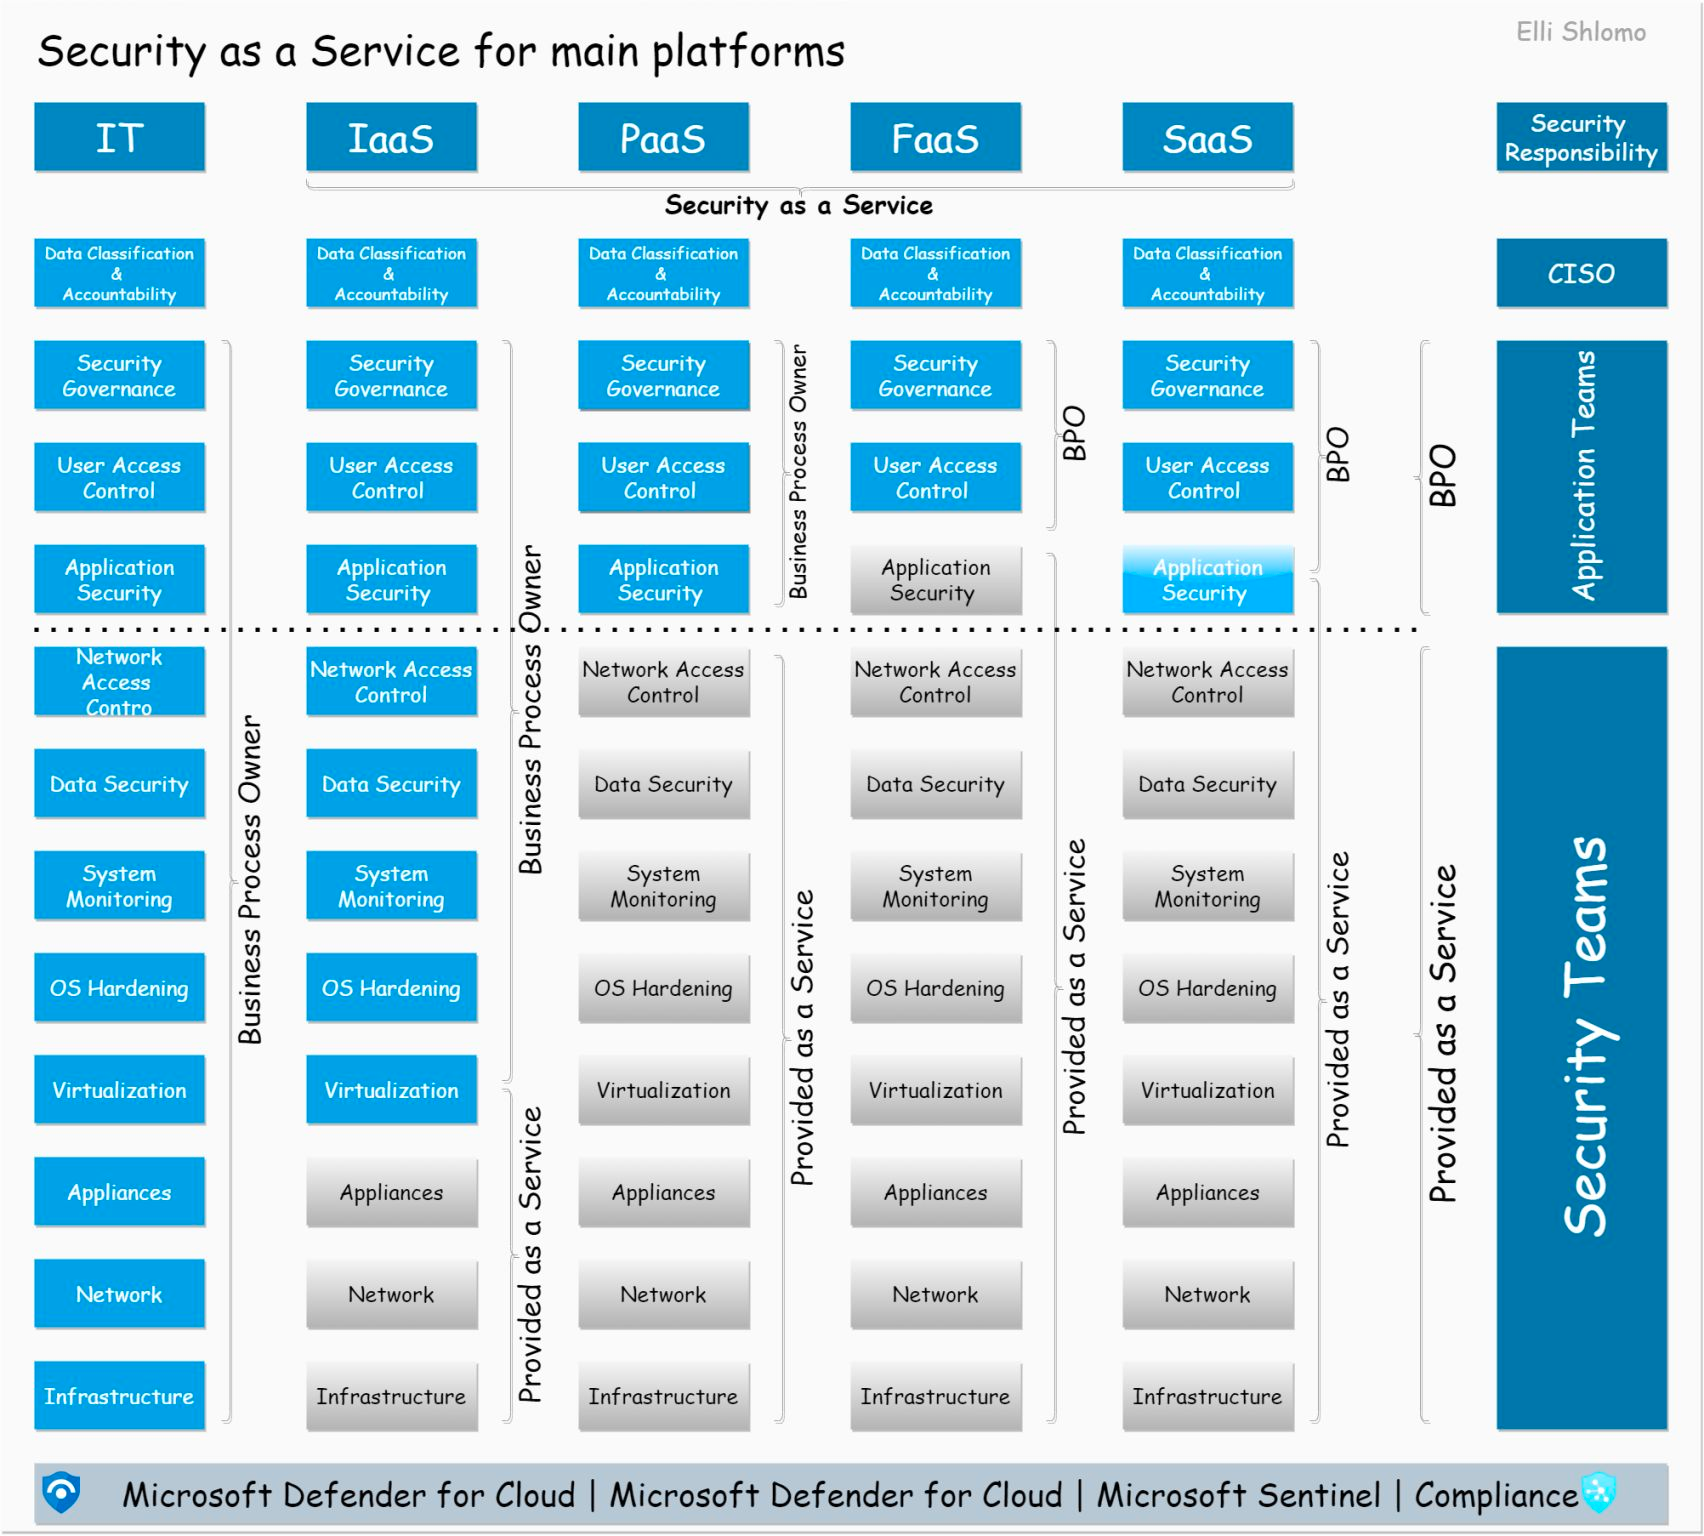 Elli Shlomo
Security as a Service for main platforms
IT
IaaS
PaaS
FaaS
SaaS
Security
Responsibility
Security as a Service
Data Classification
&
Accountability
Data Classification
&
Accountability
Data Classification
&
Accountability
Data Classification
&
Accountability
Data Classification
&
Accountability
CISO
Security
Governance
Security
Governance
Security
Governance
Security
Governance
Security
Governance
User Access
Control
User Access
Control
User Access
Control
User Access
Control
User Access
Control
Application
Security
Application
Security
Application
Security
Application
Security
Application
Security
Business Process Owner
Business Process Owner
Business Process Owner
BPO
BPO
BPO
Application Teams
Network
Access
Contro
Network Access
Control
Network Access
Control
Network Access
Control
Network Access
Control
Data Security
Data Security
Data Security
Data Security
Data Security
System
Monitoring
System
Monitoring
System
Monitoring
System
Monitoring
System
Monitoring
OS Hardening
OS Hardening
OS Hardening
OS Hardening
OS Hardening
Virtualization
Virtualization
Virtualization
Virtualization
Virtualization
Appliances
Appliances
Appliances
Appliances
Appliances
Network
Network
Network
Network
Network
Infrastructure
Infrastructure
Infrastructure
Infrastructure
Infrastructure
Provided as a Service
Provided as a Service
Provided as a Service
Provided as a Service
Provided as a Service
Security Teams
Microsoft Defender for Cloud | Microsoft Defender for Cloud | Microsoft Sentinel | Compliance